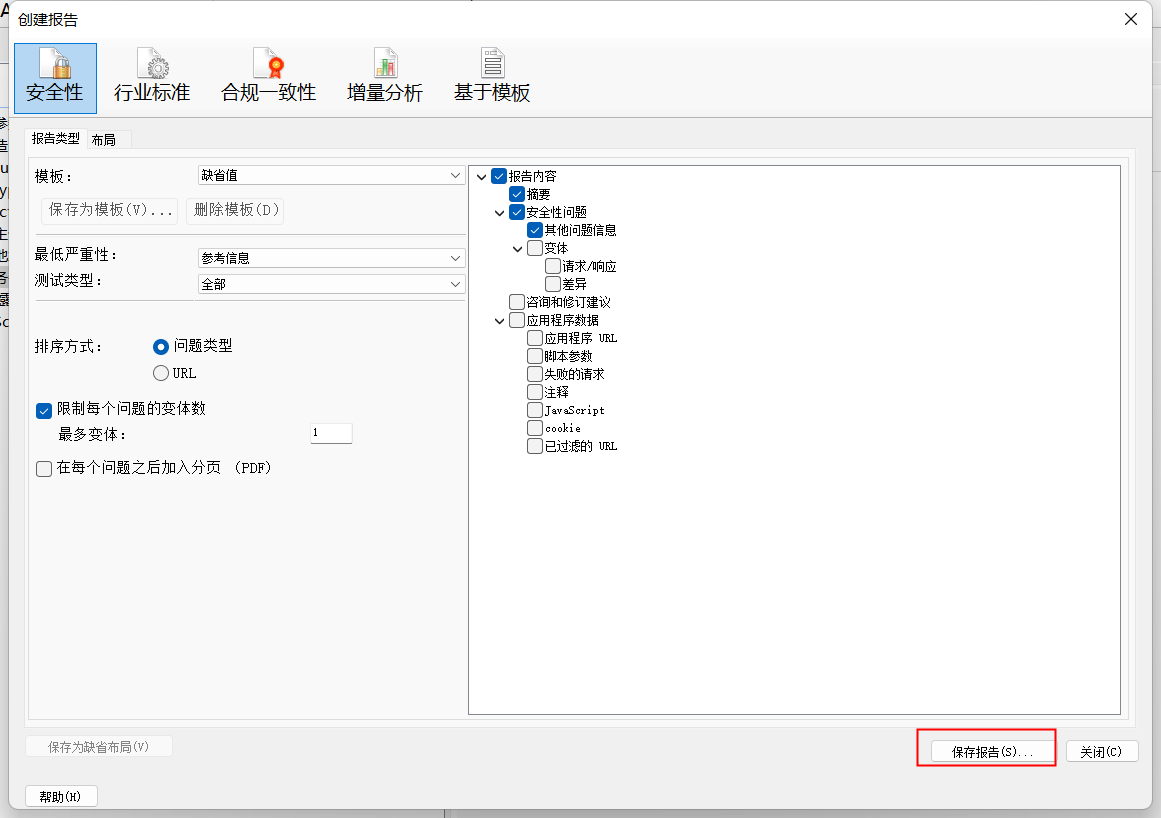 创建报告
安全性 行业标准 合规一致性 增量分析 基于模板
报告类型 布局
模板： 缺省值
保存为模板(V)... 删除模板(D)
最低严重性： 参考信息
测试类型： 全部
排序方式： 问题类型
URL
限制每个问题的变体数
最多变体： 1
在每个问题之后加入分页 （PDF）
报告内容
摘要
安全性问题
其他问题信息
变体
请求/响应
差异
咨询和修订建议
应用程序数据
应用程序 URL
脚本参数
失败的请求
注释
JavaScript
cookie
已过滤的 URL
保存为缺省布局(V) 保存报告(S)... 关闭(C)
帮助(H)